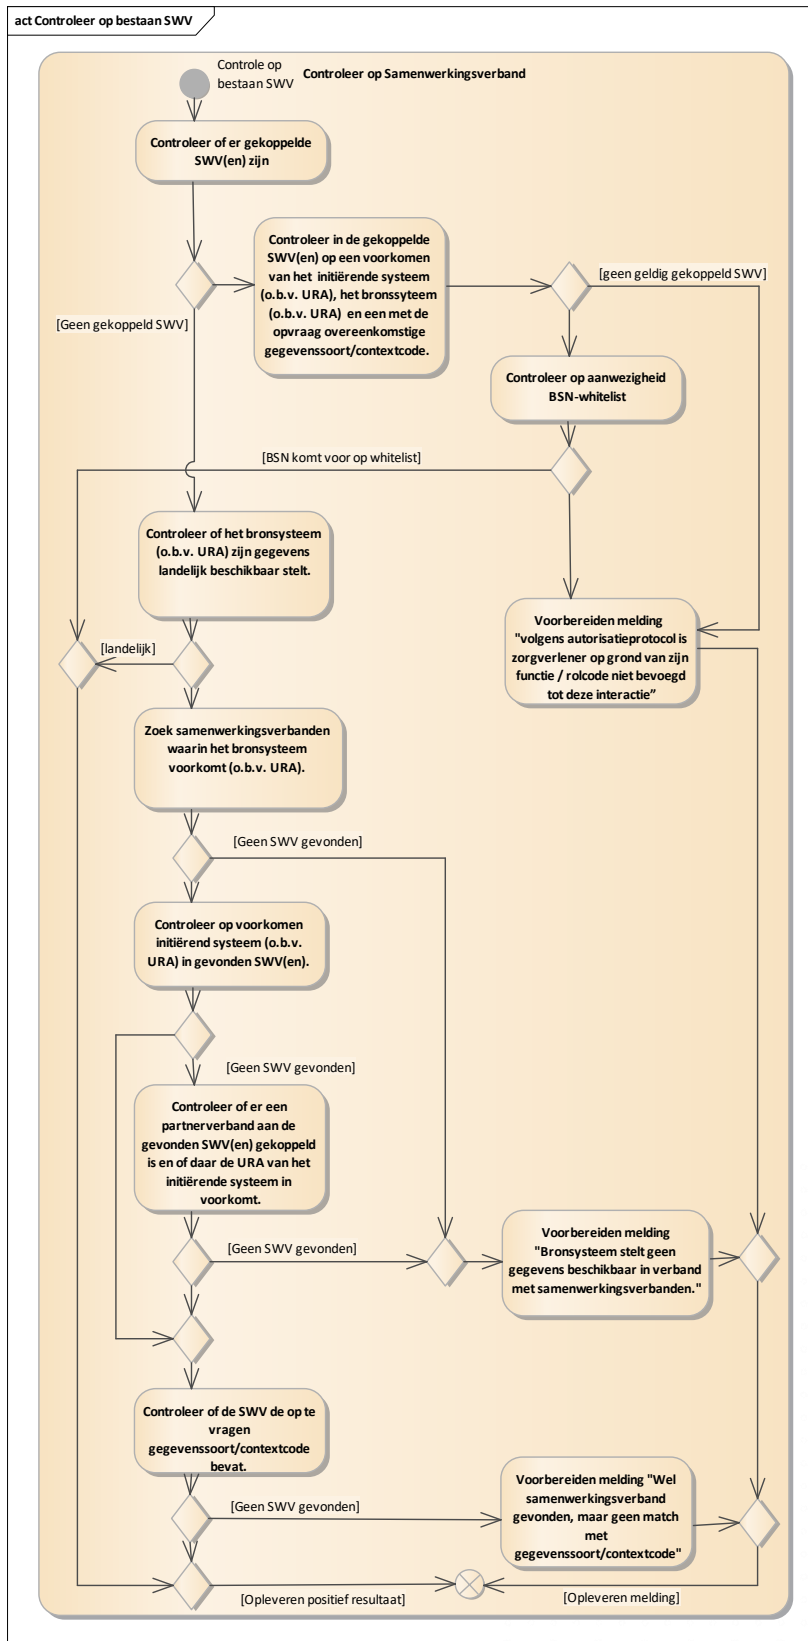 act Controleer op bestaan SWV
Controle op
bestaan SWV
Controleer op Samenwerkingsverband
Controleer of er gekoppelde
SWV(en) zijn
Controleer in de gekoppelde
SWV(en) op een voorkomen
van het initiërende systeem
(o.b.v. URA), het bronssyteem
(o.b.v. URA) en een met de
opvraag overeenkomstige
gegevenssoort/contextcode.
[geen geldig gekoppeld SWV]
[Geen gekoppeld SWV]
Controleer op aanwezigheid
BSN-whitelist
[BSN komt voor op whitelist]
Controleer of het bronsysteem
(o.b.v. URA) zijn gegevens
landelijk beschikbaar stelt.
Voorbereiden melding
"volgens autorisatieprotocol is
zorgverlener op grond van zijn
functie / rolcode niet bevoegd
tot deze interactie”
[landelijk]
Zoek samenwerkingsverbanden
waarin het bronsysteem
voorkomt (o.b.v. URA).
[Geen SWV gevonden]
Controleer op voorkomen
initiërend systeem (o.b.v.
URA) in gevonden SWV(en).
[Geen SWV gevonden]
Controleer of er een
partnerverband aan de
gevonden SWV(en) gekoppeld
is en of daar de URA van het
initiërende systeem in
voorkomt.
[Geen SWV gevonden]
Voorbereiden melding
"Bronsysteem stelt geen
gegevens beschikbaar in verband
met samenwerkingsverbanden."
Controleer of de SWV de op te
vragen
gegevenssoort/contextcode
bevat.
[Geen SWV gevonden]
Voorbereiden melding "Wel
samenwerkingsverband
gevonden, maar geen match
met
gegevenssoort/contextcode"
[Opleveren positief resultaat]
[Opleveren melding]